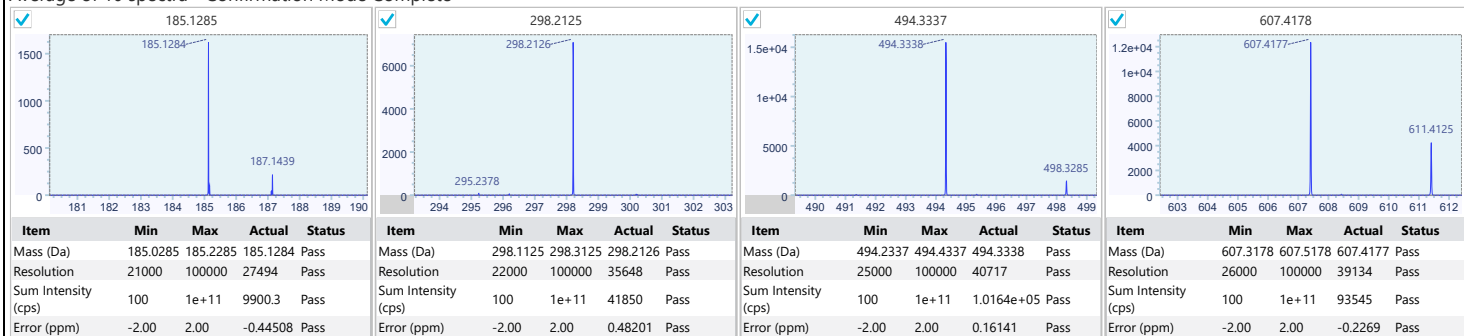 185.1285
185.1284
187.1439
1500
1000
500
0
181 182 183 184 185 186 187 188 189 190
Item Min Max Actual Status
Mass (Da) 185.0285 185.2285 185.1284 Pass
Resolution 21000 100000 27494 Pass
Sum Intensity (cps) 100 1e+11 9900.3 Pass
Error (ppm) -2.00 2.00 -0.44508 Pass
298.2125
298.2126
295.2378
6000
4000
2000
0
294 295 296 297 298 299 300 301 302 303
Item Min Max Actual Status
Mass (Da) 298.1125 298.3125 298.2126 Pass
Resolution 22000 100000 35648 Pass
Sum Intensity (cps) 100 1e+11 41850 Pass
Error (ppm) -2.00 2.00 0.48201 Pass
494.3337
494.3338
498.3285
1.5e+04
1e+04
5000
0
490 491 492 493 494 495 496 497 498 499
Item Min Max Actual Status
Mass (Da) 494.2337 494.4337 494.3338 Pass
Resolution 25000 100000 40717 Pass
Sum Intensity (cps) 100 1e+11 1.0164e+05 Pass
Error (ppm) -2.00 2.00 0.16141 Pass
607.4178
607.4177
611.4125
1.2e+04
1e+04
8000
6000
4000
2000
0
603 604 605 606 607 608 609 610 611 612
Item Min Max Actual Status
Mass (Da) 607.3178 607.5178 607.4177 Pass
Resolution 26000 100000 39134 Pass
Sum Intensity (cps) 100 1e+11 93545 Pass
Error (ppm) -2.00 2.00 -0.2269 Pass